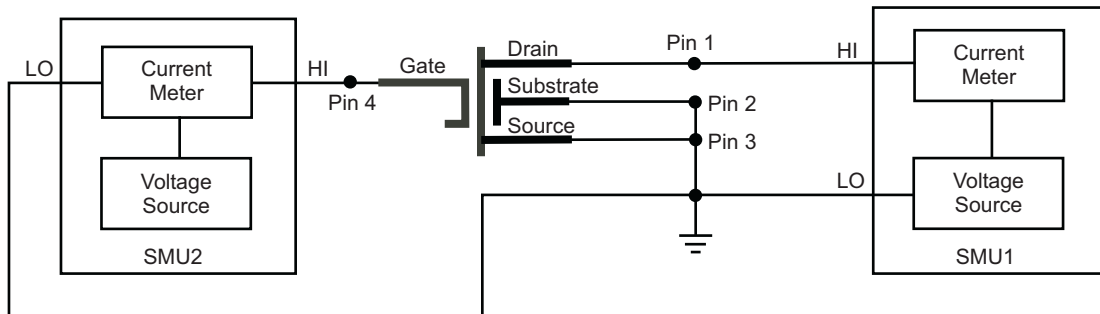 LO
Current
Meter
HI
Pin 4
Voltage
Source
SMU2
Gate
Drain
Substrate
Source
Pin 1
Pin 2
Pin 3
HI
LO
Current
Meter
Voltage
Source
SMU1